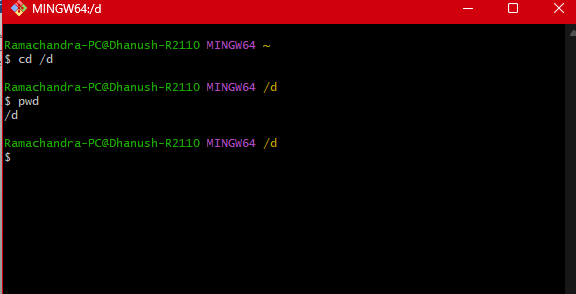 MINGW64:/d
Ramachandra-PC@Dhanush-R2110 MINGW64 ~
$ cd /d
Ramachandra-PC@Dhanush-R2110 MINGW64 /d
$ pwd
/d
Ramachandra-PC@Dhanush-R2110 MINGW64 /d
$